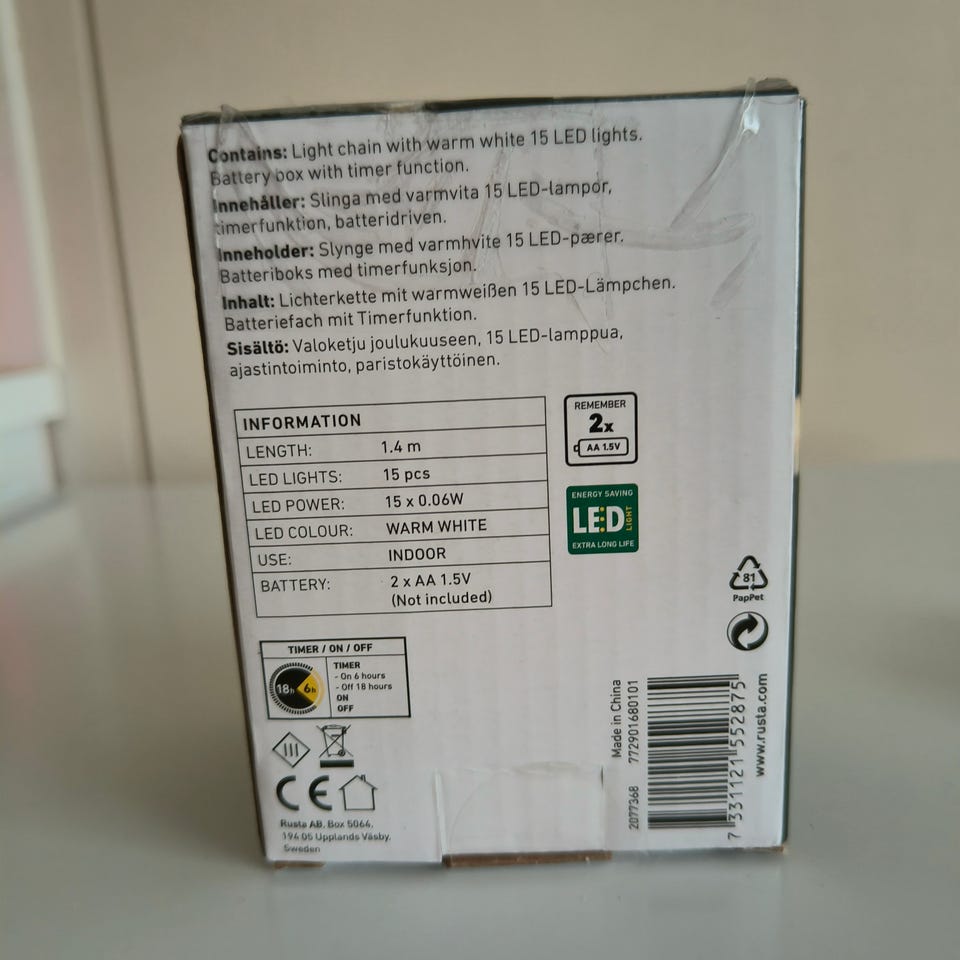 Contains: Light chain with warm white 15 LED lights.
Battery box with timer function.
Innehåller: Slinga med varmvita 15 LED-lampor,
timerfunktion, batteridriven.
Inneholder: Slynge med varmhvite 15 LED-pærer.
Batteriboks med timerfunksjon.
Inhalt: Lichterkette mit warmweißen 15 LED-Lämpchen.
Batteriefach mit Timerfunktion.
Sisältö: Valoketju joulukuuseen, 15 LED-lamppua,
ajastintoiminto, paristokäyttöinen.
INFORMATION
LENGTH: 1.4 m
LED LIGHTS: 15 pcs
LED POWER: 15 x 0.06W
LED COLOUR: WARM WHITE
USE: INDOOR
BATTERY: 2 x AA 1.5V
(Not included)
REMEMBER
2x
AA 1.5V
ENERGY SAVING
LED LIGHT
EXTRA LONG LIFE
81
PapPet
TIMER / ON / OFF
18h 6h
TIMER
- On 6 hours
- Off 18 hours
ON
OFF
CE
Rusta AB, Box 5064,
194 05 Upplands Väsby,
Sweden
Made in China
2077368 772901680101
7 331121 552875
www.rusta.com